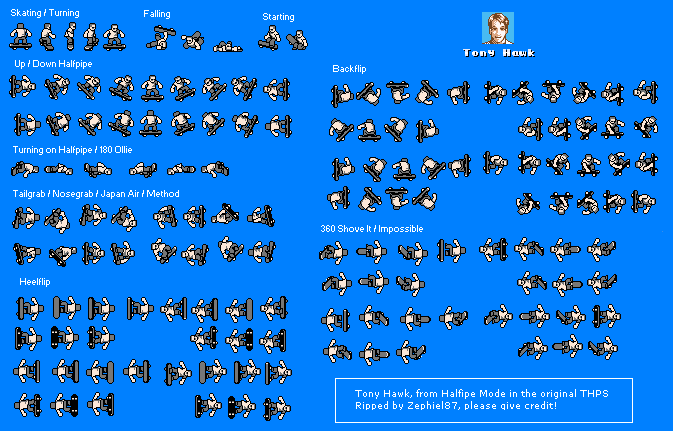 Skating / Turning
Falling
Starting
Tony Hawk
Up / Down Halfpipe
Backflip
Turning on Halfpipe / 180 Ollie
Tailgrab / Nosegrab / Japan Air / Method
360 Shove It / Impossible
Heelflip
Tony Hawk, from Halfipe Mode in the original THPS
Ripped by Zephiel87, please give credit!